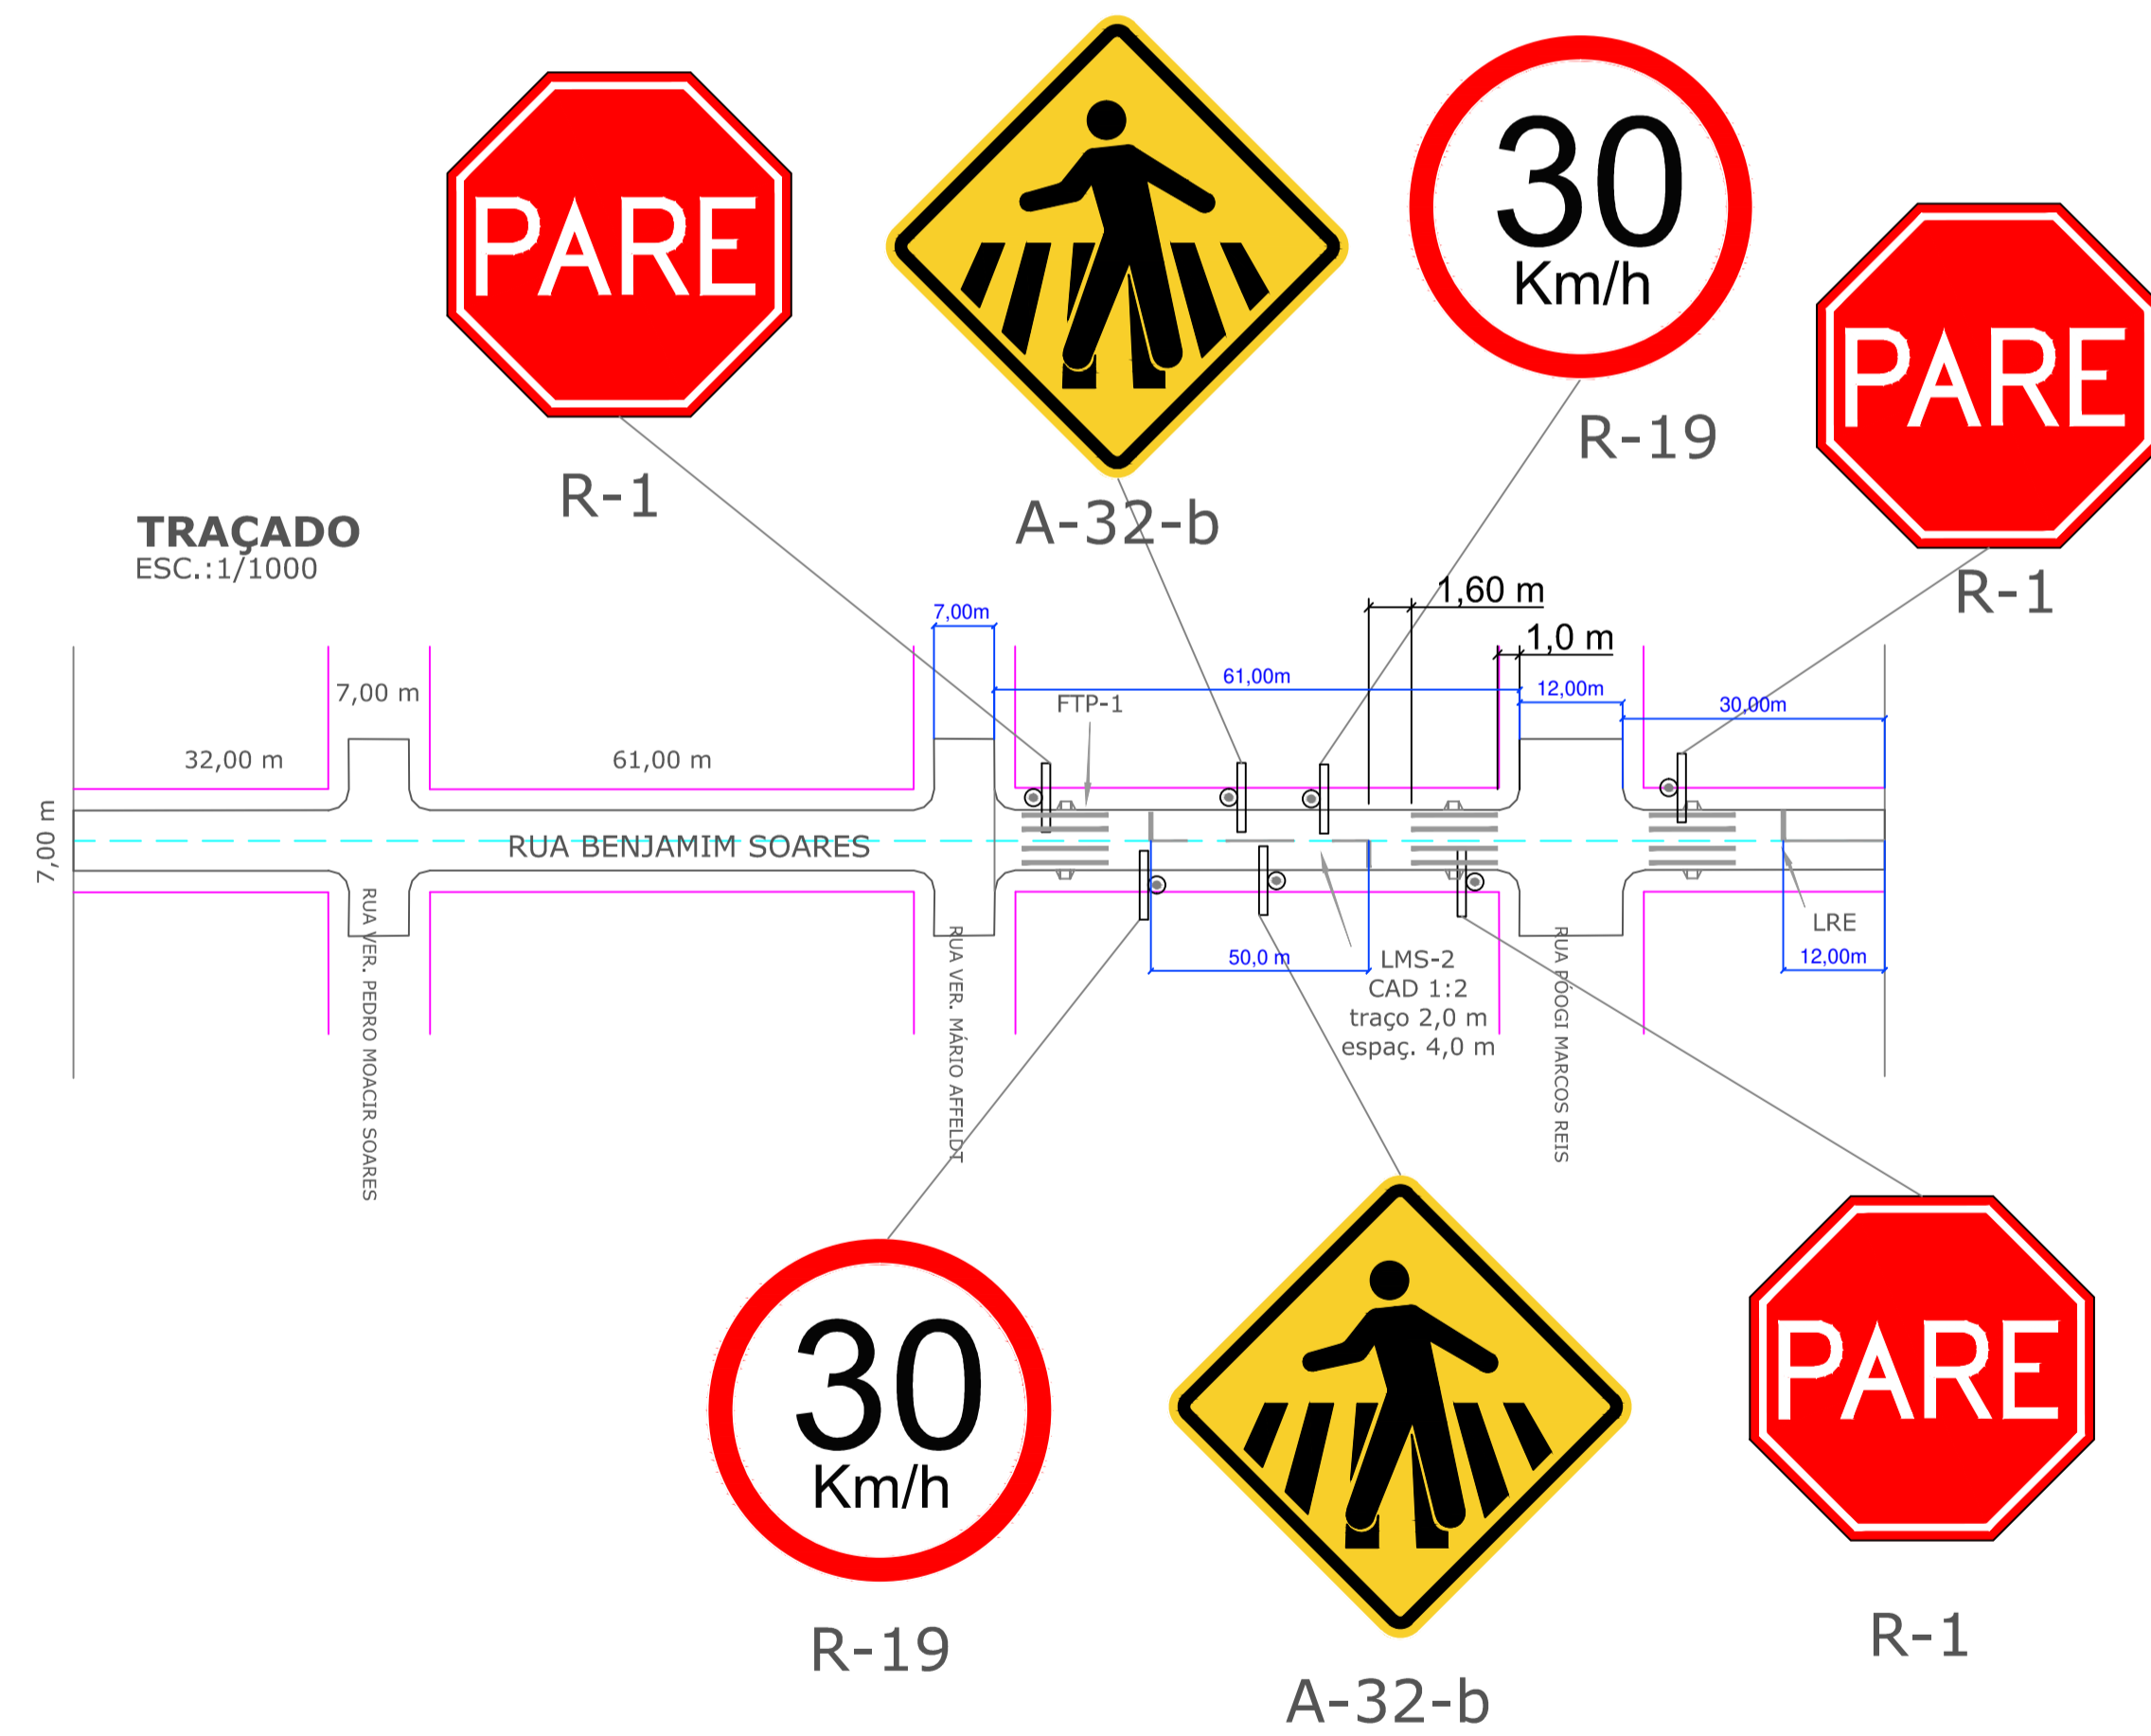 PARE
30
Km/h
PARE
R-19
R-1
A-32-b
TRAÇADO
ESC.:1/1000
R-1
1,60 m
7,00m
1,0 m
61,00m
7,00 m
12,00m
FTP-1
30,00m
32,00 m
61,00 m
7,00 m
RUA BENJAMIM SOARES
RUA VER. PEDRO MOACIR SOARES
RUA VER. MÁRIO AFFELDT
RUA PÓOGI MARCOS REIS
LRE
50,0 m
LMS-2
12,00m
CAD 1:2
traço 2,0 m
espaç. 4,0 m
30
Km/h
PARE
R-19
R-1
A-32-b